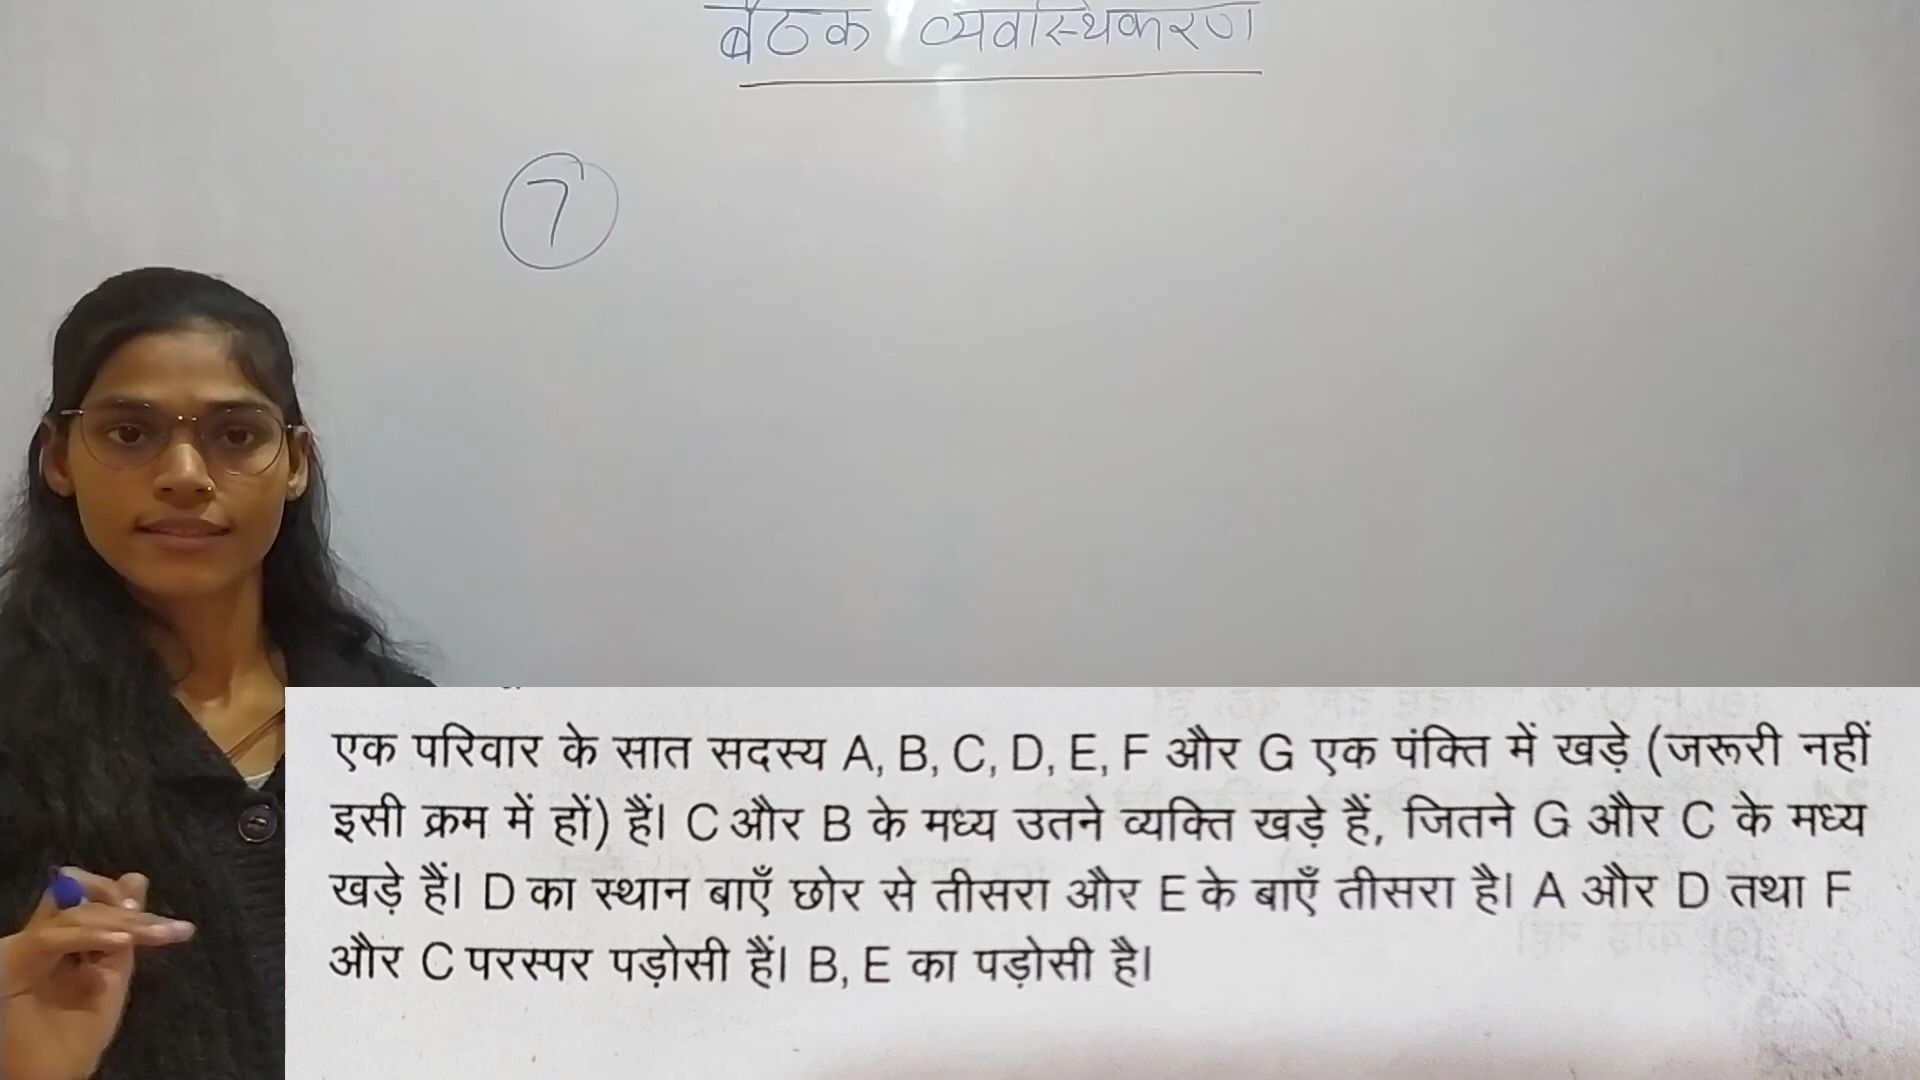 बैठक व्यवस्थिकरण
7
एक परिवार के सात सदस्य A, B, C, D, E, F और G एक पंक्ति में खड़े (जरूरी नहीं
इसी क्रम में हों) हैं। C और B के मध्य उतने व्यक्ति खड़े हैं, जितने G और C के मध्य
खड़े हैं। D का स्थान बाएँ छोर से तीसरा और E के बाएँ तीसरा है। A और D तथा F
और C परस्पर पड़ोसी हैं। B, E का पड़ोसी है।